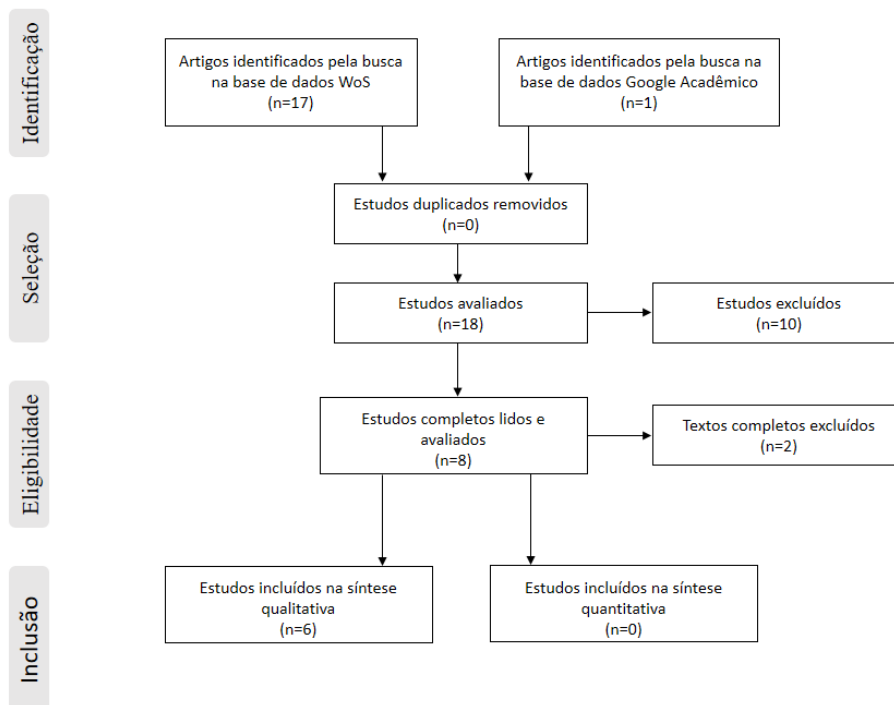 Identificação
Artigos identificados pela busca
na base de dados WoS
(n=17)
Artigos identificados pela busca na
base de dados Google Acadêmico
(n=1)
Seleção
Estudos duplicados removidos
(n=0)
Estudos avaliados
(n=18)
Estudos excluídos
(n=10)
Eligibilidade
Estudos completos lidos e
avaliados
(n=8)
Textos completos excluídos
(n=2)
Inclusão
Estudos incluídos na síntese
qualitativa
(n=6)
Estudos incluídos na síntese
quantitativa
(n=0)